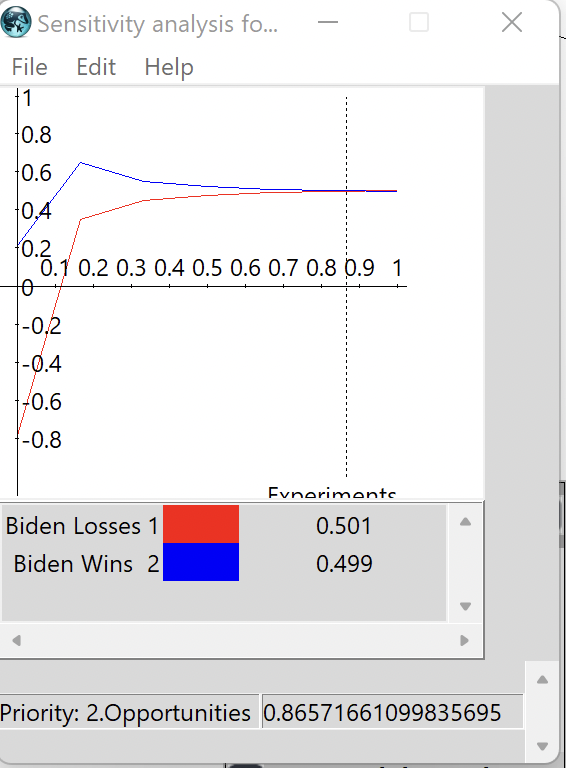 Sensitivity analysis fo...
File Edit Help
1
0.8
0.6
0.4
0.2
0.1 0.2 0.3 0.4 0.5 0.6 0.7 0.8 0.9 1
0
-0.2
-0.4
-0.6
-0.8
Experiments
Biden Losses 1 0.501
Biden Wins 2 0.499
Priority: 2.Opportunities 0.86571661099835695